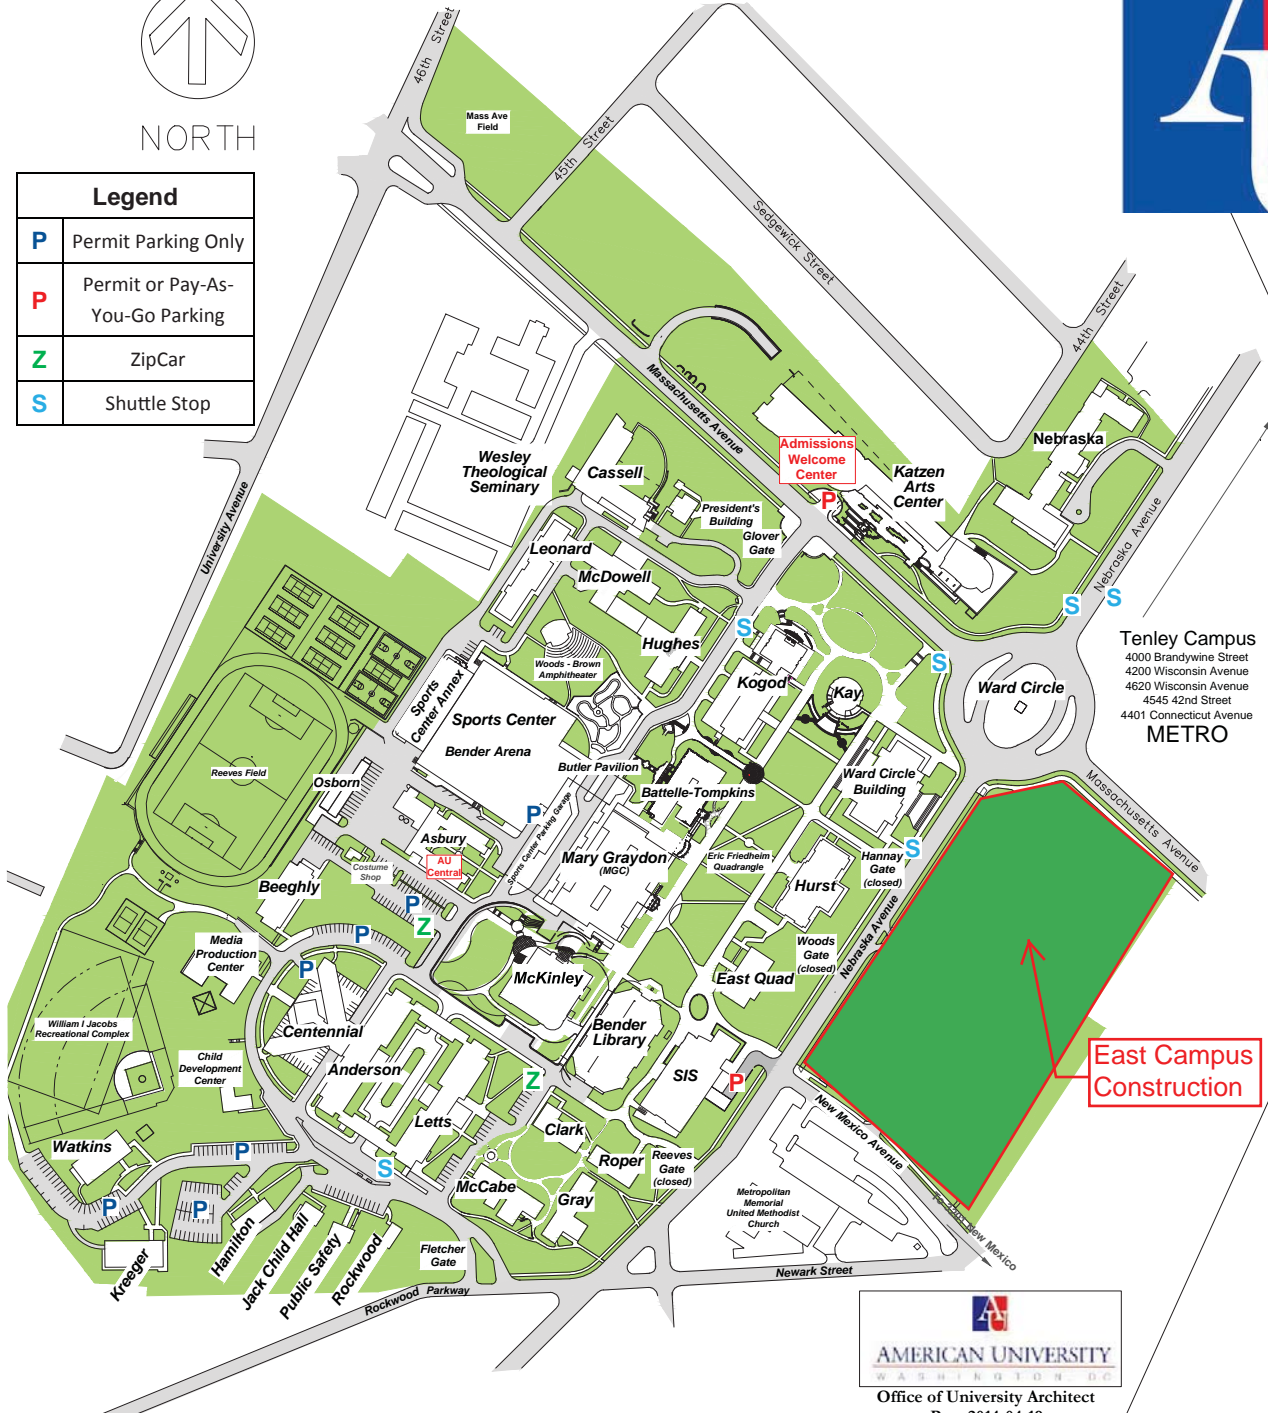 NORTH
Legend
P Permit Parking Only
P Permit or Pay-As-
You-Go Parking
Z ZipCar
S Shuttle Stop
46th Street
Mass Ave
Field
45th Street
Sedgewick Street
44th Street
Massachusetts Avenue
University Avenue
Wesley
Theological
Seminary
Cassell
Admissions
Welcome
Center
P
Katzen
Arts
Center
Nebraska
Nebraska Avenue
President's
Building
Glover
Gate
Leonard
McDowell
Hughes
S
S
S
S
Tenley Campus
4000 Brandywine Street
4200 Wisconsin Avenue
4620 Wisconsin Avenue
4545 42nd Street
4401 Connecticut Avenue
METRO
Woods - Brown
Amphitheater
Kogod
Kay
Ward Circle
Sports
Center Annex
Sports Center
Bender Arena
Butler Pavilion
Battelle-Tompkins
Ward Circle
Building
Massachusetts Avenue
Reeves Field
Osborn
P
Sports Center Parking Garage
Asbury
AU
Central
Costume
Shop
Mary Graydon
(MGC)
Eric Friedheim
Quadrangle
Hurst
Hannay
Gate
(closed)
S
Beeghly
P
Z
P
P
Media
Production
Center
McKinley
East Quad
Woods
Gate
(closed)
Nebraska Avenue
William I Jacobs
Recreational Complex
Centennial
Bender
Library
Child
Development
Center
Anderson
Z
SIS
P
East Campus
Construction
Letts
Clark
New Mexico Avenue
Watkins
P
S
Roper
Reeves
Gate
(closed)
McCabe
Gray
Metropolitan
Memorial
United Methodist
Church
P
P
Kreeger
Hamilton
Jack Child Hall
Public Safety
Rockwood
Fletcher
Gate
Rockwood Parkway
Newark Street
New Mexico
AU
AMERICAN UNIVERSITY
WASHINGTON, DC
Office of University Architect